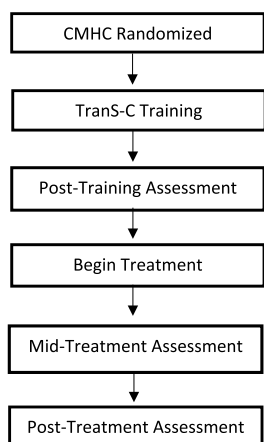 CMHC Randomized
TranS-C Training
Post-Training Assessment
Begin Treatment
Mid-Treatment Assessment
Post-Treatment Assessment